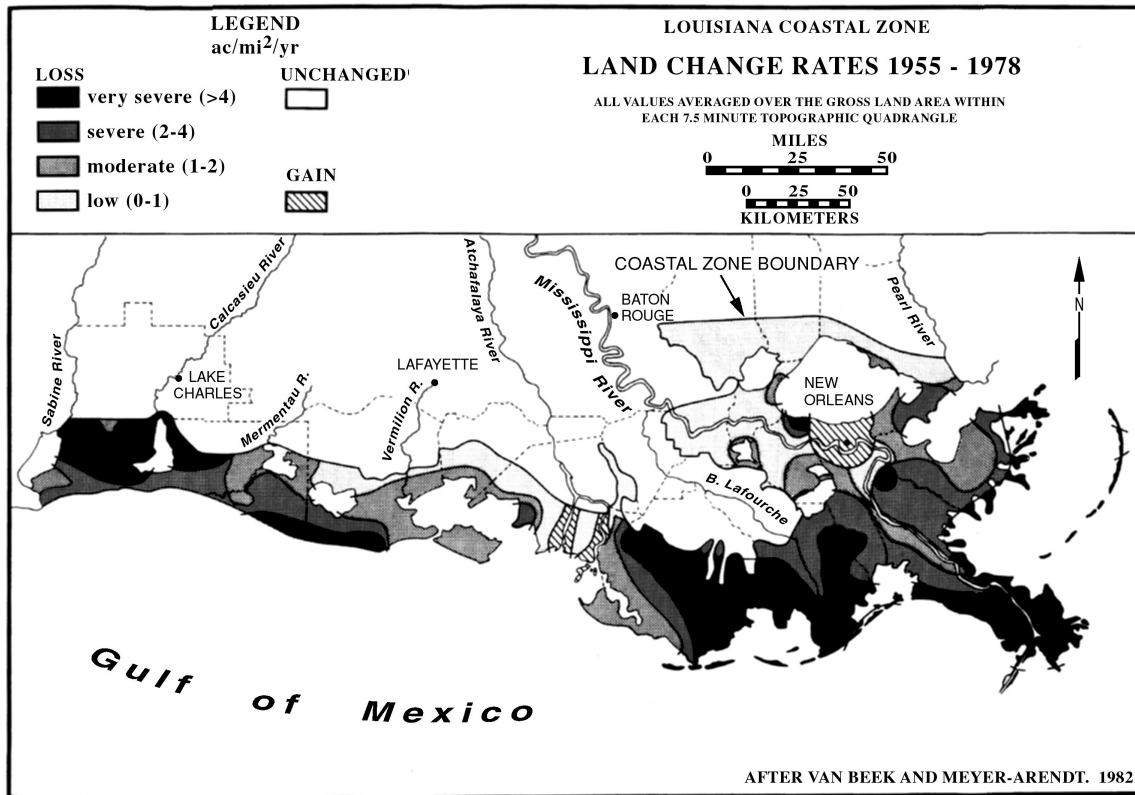 LEGEND
ac/mi²/yr
LOSS
very severe (>4)
severe (2-4)
moderate (1-2)
low (0-1)
UNCHANGED
GAIN
LOUISIANA COASTAL ZONE
LAND CHANGE RATES 1955 - 1978
ALL VALUES AVERAGED OVER THE GROSS LAND AREA WITHIN
EACH 7.5 MINUTE TOPOGRAPHIC QUADRANGLE
MILES
0 25 50
0 25 50
KILOMETERS
Sabine River
Calcasieu River
LAKE
CHARLES
Mermentau R.
Vermilion R.
LAFAYETTE
Atchafalaya River
Mississippi
River
BATON
ROUGE
COASTAL ZONE BOUNDARY
Pearl River
N
NEW
ORLEANS
B. Lafourche
Gulf of Mexico
AFTER VAN BEEK AND MEYER-ARENDT. 1982